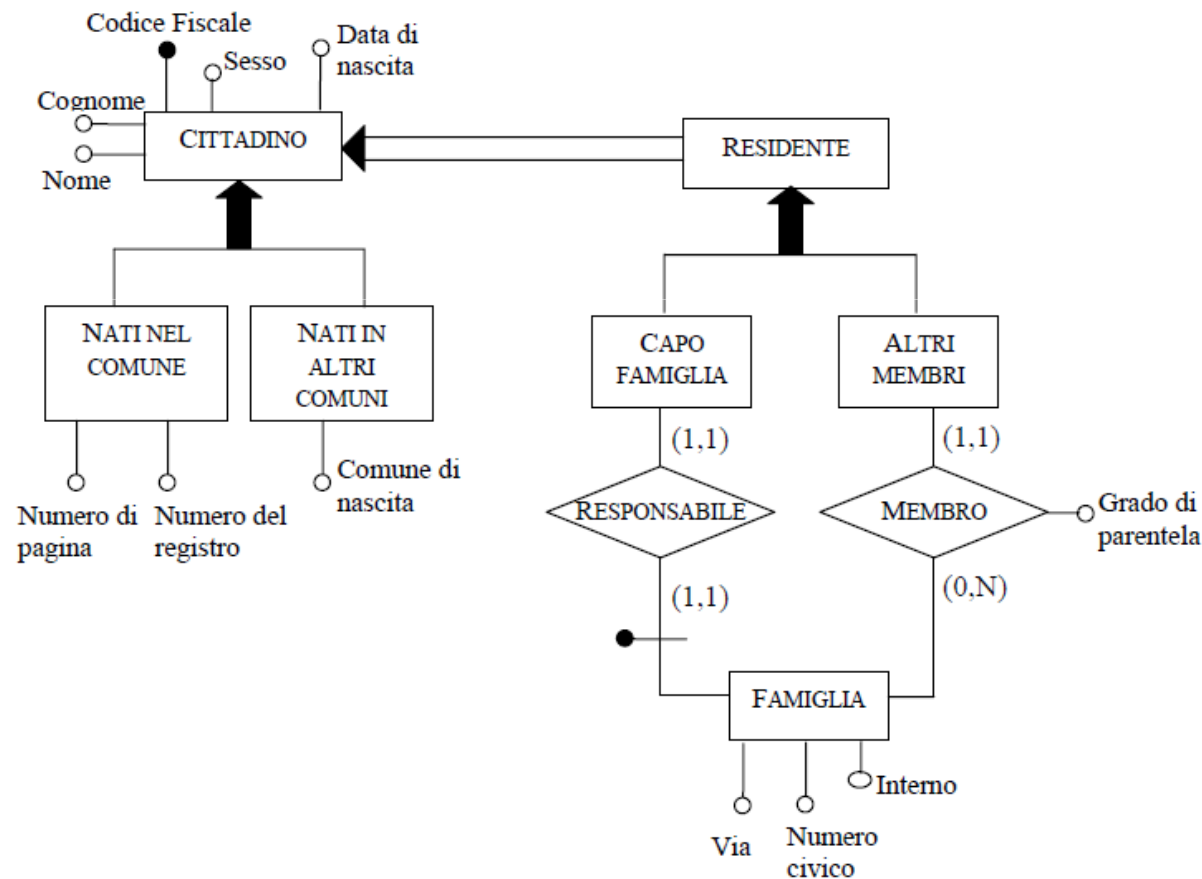 Codice Fiscale
Sesso
Data di
nascita
Cognome
Nome
CITTADINO
RESIDENTE
NATI NEL
COMUNE
NATI IN
ALTRI
COMUNI
CAPO
FAMIGLIA
ALTRI
MEMBRI
(1,1)
(1,1)
Numero di
pagina
Numero del
registro
Comune di
nascita
RESPONSABILE
MEMBRO
Grado di
parentela
(1,1)
(0,N)
FAMIGLIA
Via
Numero
civico
Interno